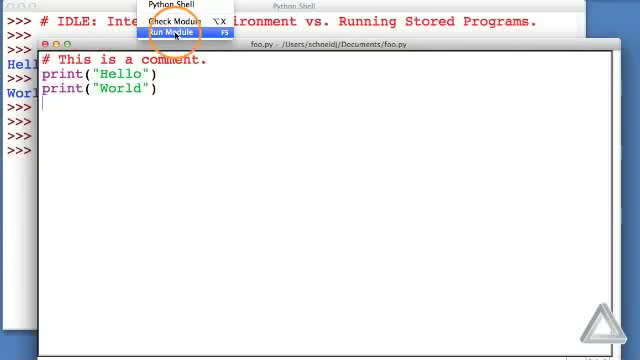 Python Shell
Check Module ⌥X
Run Module F5
Python Shell
>>> # IDLE: Inte vironment vs. Running Stored Programs.
>>>
Hell
>>>
Worl
>>>
>>>
>>>
>>>
foo.py - /Users/schneidj/Documents/foo.py
# This is a comment.
print("Hello")
print("World")